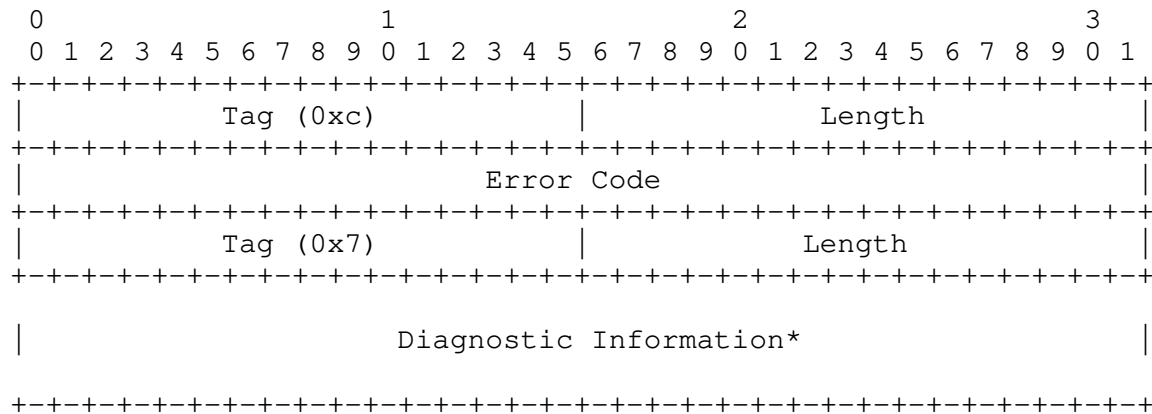 0 1 2 3
0 1 2 3 4 5 6 7 8 9 0 1 2 3 4 5 6 7 8 9 0 1 2 3 4 5 6 7 8 9 0 1
+-+-+-+-+-+-+-+-+-+-+-+-+-+-+-+-+-+-+-+-+-+-+-+-+-+-+-+-+-+-+-+-+
| Tag (0xc) | Length |
+-+-+-+-+-+-+-+-+-+-+-+-+-+-+-+-+-+-+-+-+-+-+-+-+-+-+-+-+-+-+-+-+
| Error Code |
+-+-+-+-+-+-+-+-+-+-+-+-+-+-+-+-+-+-+-+-+-+-+-+-+-+-+-+-+-+-+-+-+
| Tag (0x7) | Length |
+-+-+-+-+-+-+-+-+-+-+-+-+-+-+-+-+-+-+-+-+-+-+-+-+-+-+-+-+-+-+-+-+
| Diagnostic Information* |
+-+-+-+-+-+-+-+-+-+-+-+-+-+-+-+-+-+-+-+-+-+-+-+-+-+-+-+-+-+-+-+-+